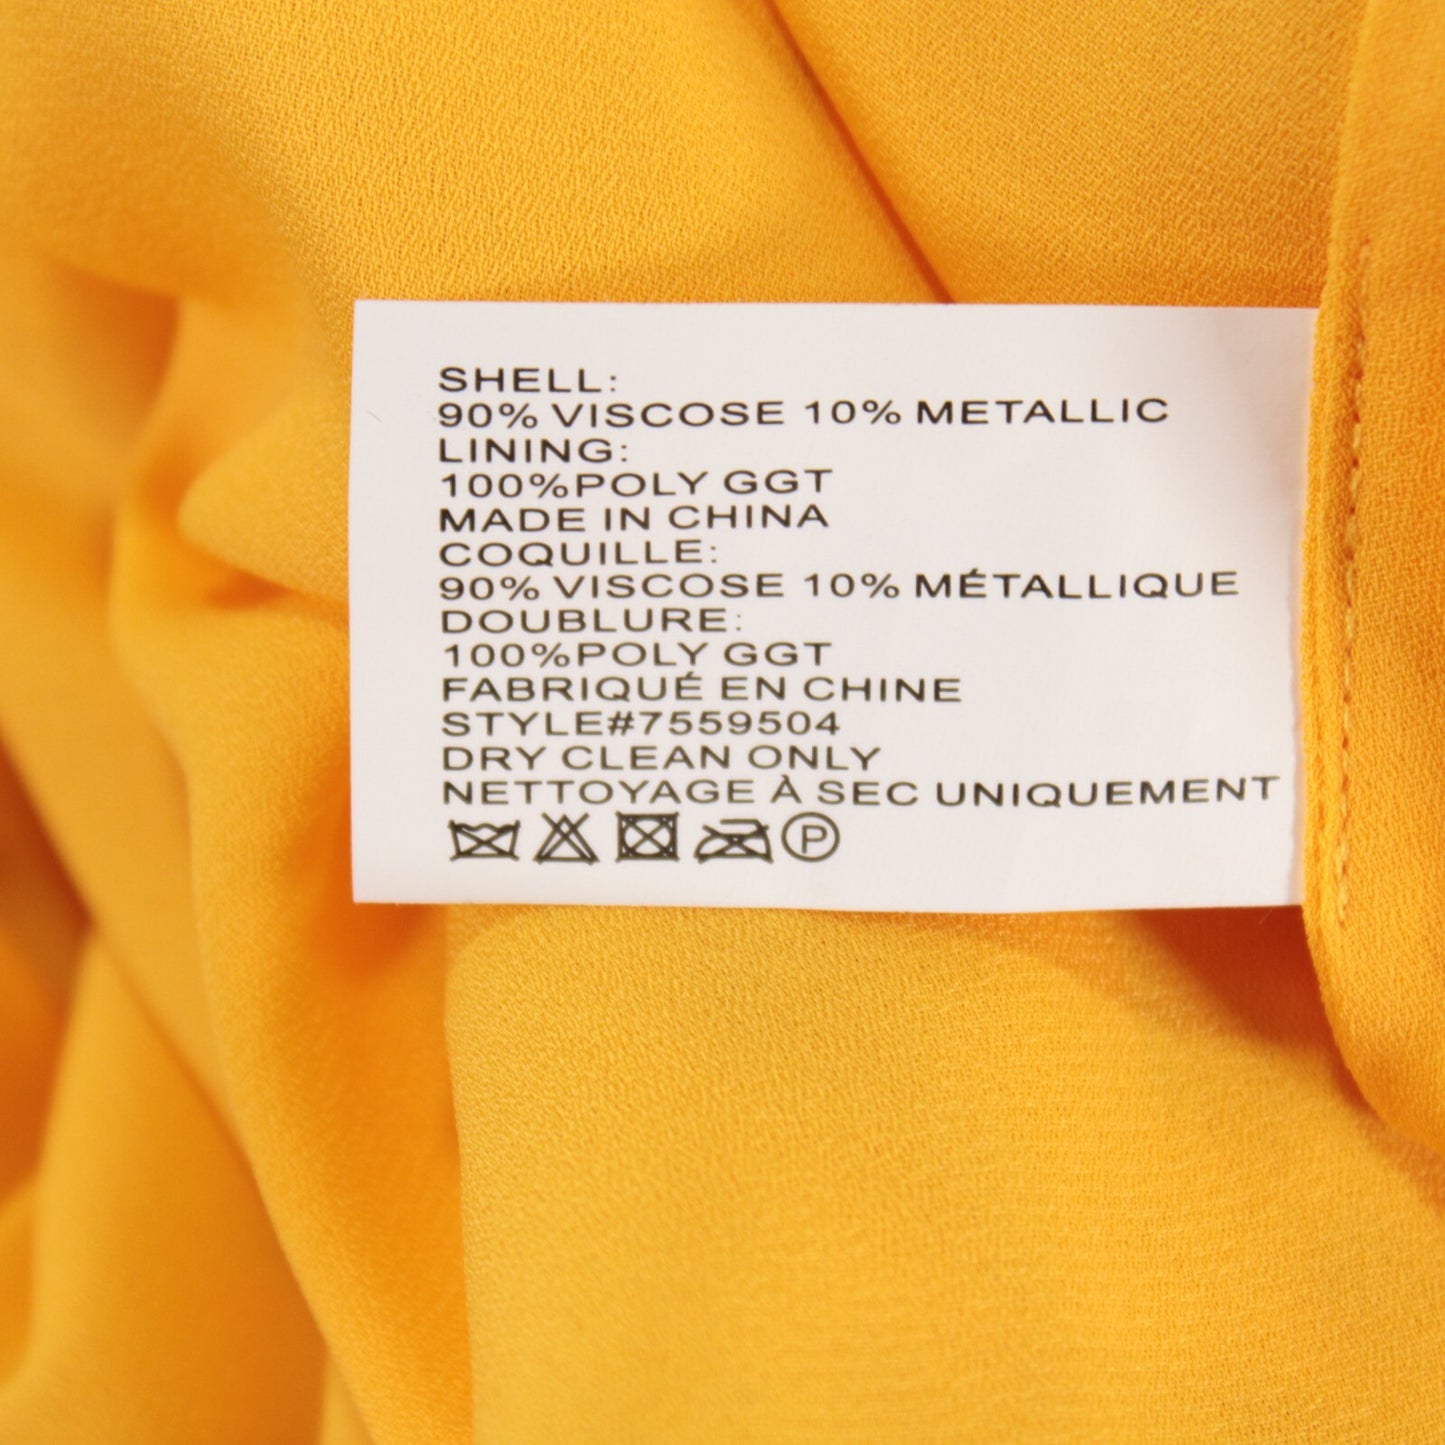 SHELL:
90% VISCOSE 10% METALLIC
LINING:
100%POLY GGT
MADE IN CHINA
COQUILLE:
90% VISCOSE 10% MÉTALLIQUE
DOUBLURE:
100%POLY GGT
FABRIQUÉ EN CHINE
STYLE#7559504
DRY CLEAN ONLY
NETTOYAGE À SEC UNIQUEMENT
P